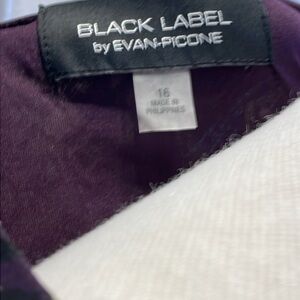 BLACK LABEL
by EVAN-PICONE
16
MADE IN
PHILIPPINES